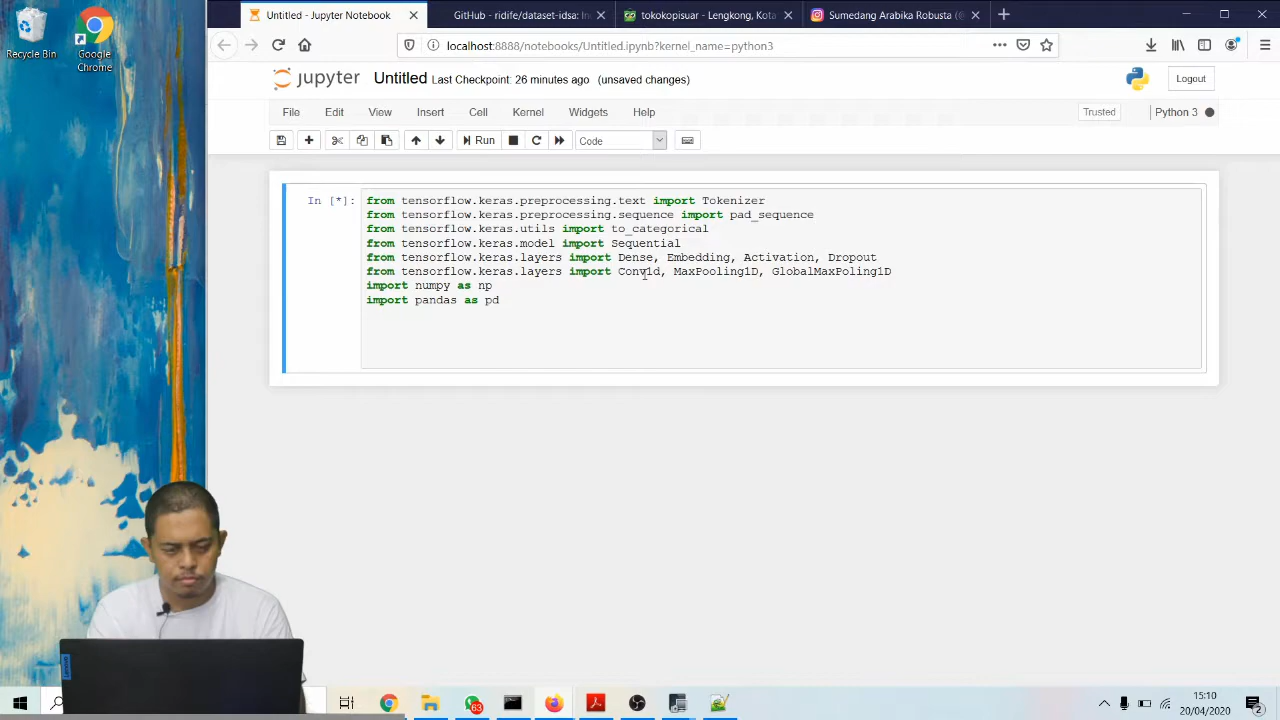 Recycle Bin
Google
Chrome
Untitled - Jupyter Notebook
GitHub - ridife/dataset-idsa: In
tokokopi - Lengkong, Kota
Sumedang Arabika Robusta (
localhost:8888/notebooks/Untitled.ipynb?kernel_name=python3
jupyter Untitled Last Checkpoint: 26 minutes ago (unsaved changes)
Logout
File Edit View Insert Cell Kernel Widgets Help
Trusted
Python 3
Run
Code
In [*]:
from tensorflow.keras.preprocessing.text import Tokenizer
from tensorflow.keras.preprocessing.sequence import pad_sequence
from tensorflow.keras.utils import to_categorical
from tensorflow.keras.model import Sequential
from tensorflow.keras.layers import Dense, Embedding, Activation, Dropout
from tensorflow.keras.layers import Conv1d, MaxPooling1D, GlobalMaxPoling1D
import numpy as np
import pandas as pd
63
15:10
20/04/2020
2